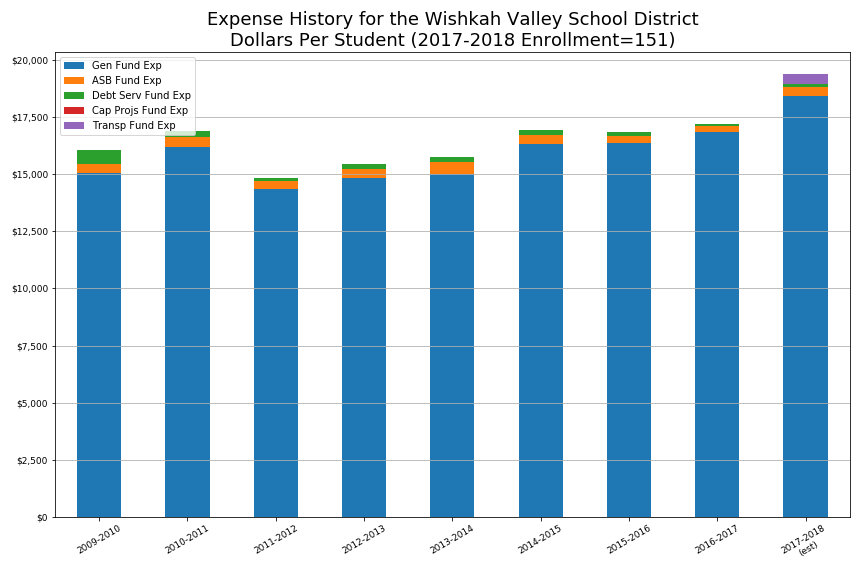 Expense History for the Wishkah Valley School District
Dollars Per Student (2017-2018 Enrollment=151)
Gen Fund Exp
ASB Fund Exp
Debt Serv Fund Exp
Cap Projs Fund Exp
Transp Fund Exp
$20,000
$17,500
$15,000
$12,500
$10,000
$7,500
$5,000
$2,500
$0
2009-2010
2010-2011
2011-2012
2012-2013
2013-2014
2014-2015
2015-2016
2016-2017
2017-2018
(est)